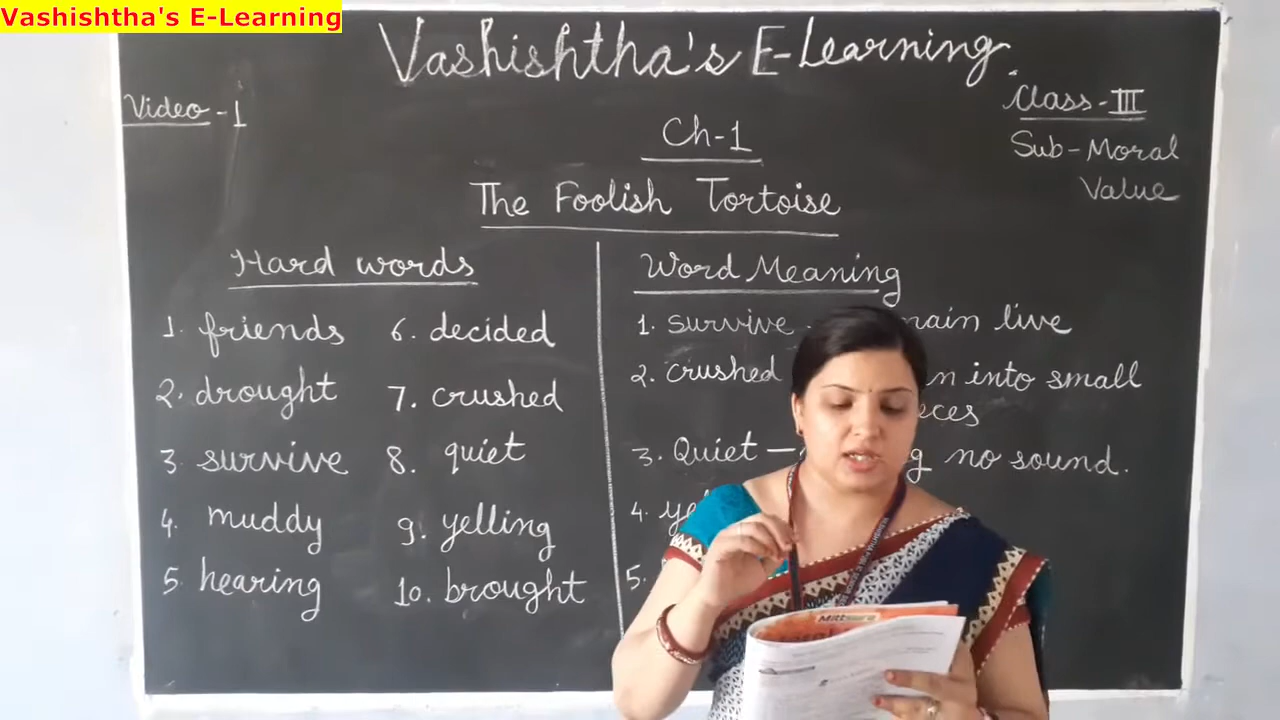 Vashishtha's E-Learning
Vashishtha's E-Learning
Video-1
Class-III
Sub-Moral
Value
Ch-1
The Foolish Tortoise
Hard words
1. friends
2. drought
3. survive
4. muddy
5. hearing
6. decided
7. crushed
8. quiet
9. yelling
10. brought
Word Meaning
1. survive - live
2. crushed into small
3. Quiet - no sound.
4.
5.